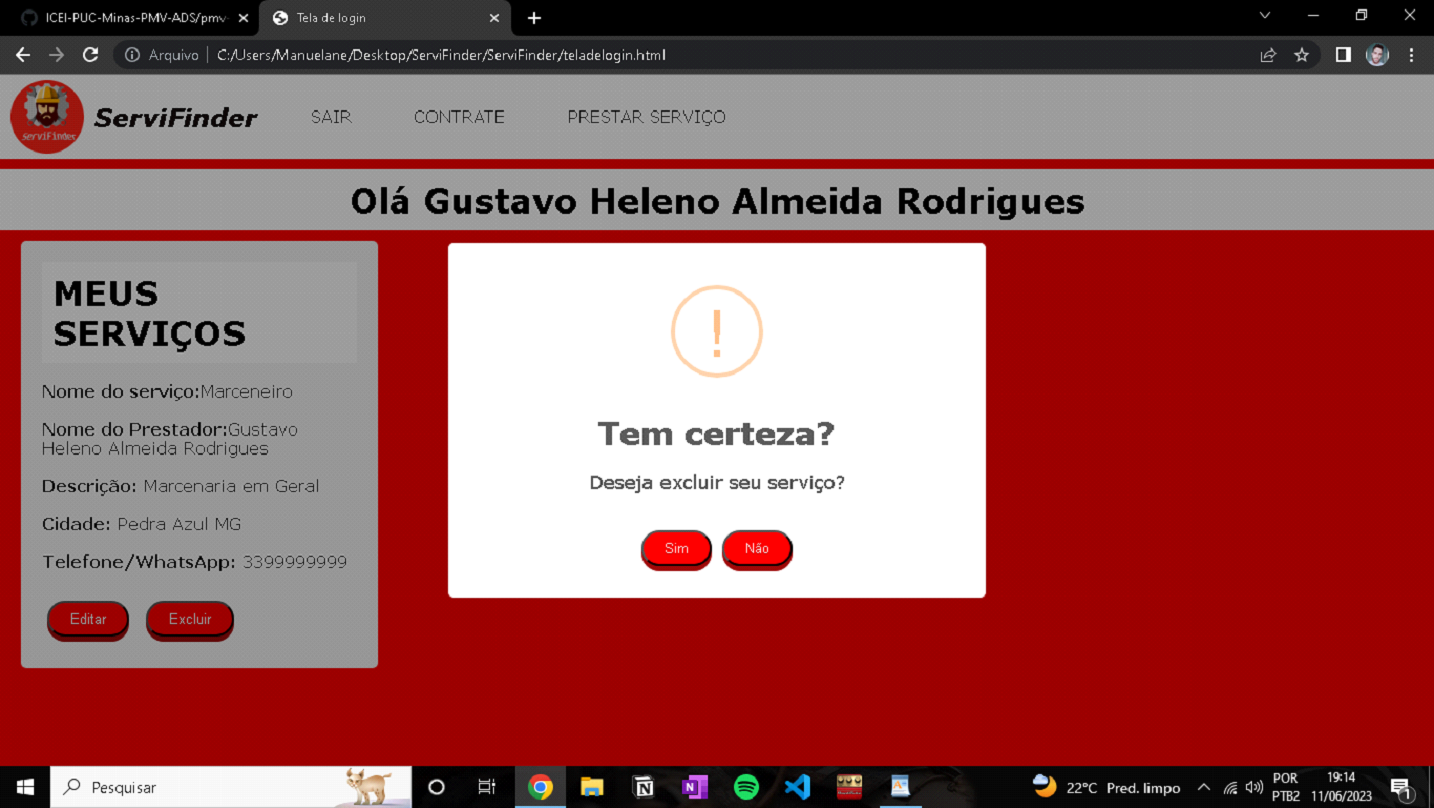 ICEI-PUC-Minas-PMV-ADS/pmv-
Tela de login
Arquivo
C:/Users/Manuelane/Desktop/ServiFinder/ServiFinder/teladelogin.html
ServiFinder
ServiFinder
SAIR
CONTRATE
PRESTAR SERVIÇO
Olá Gustavo Heleno Almeida Rodrigues
MEUS
SERVIÇOS
Nome do serviço:Marceneiro
Nome do Prestador:Gustavo
Heleno Almeida Rodrigues
Descrição: Marcenaria em Geral
Cidade: Pedra Azul MG
Telefone/WhatsApp: 3399999999
Editar
Excluir
!
Tem certeza?
Deseja excluir seu serviço?
Sim
Não
Pesquisar
22°C Pred. limpo
POR
PTB2
19:14
11/06/2023
1